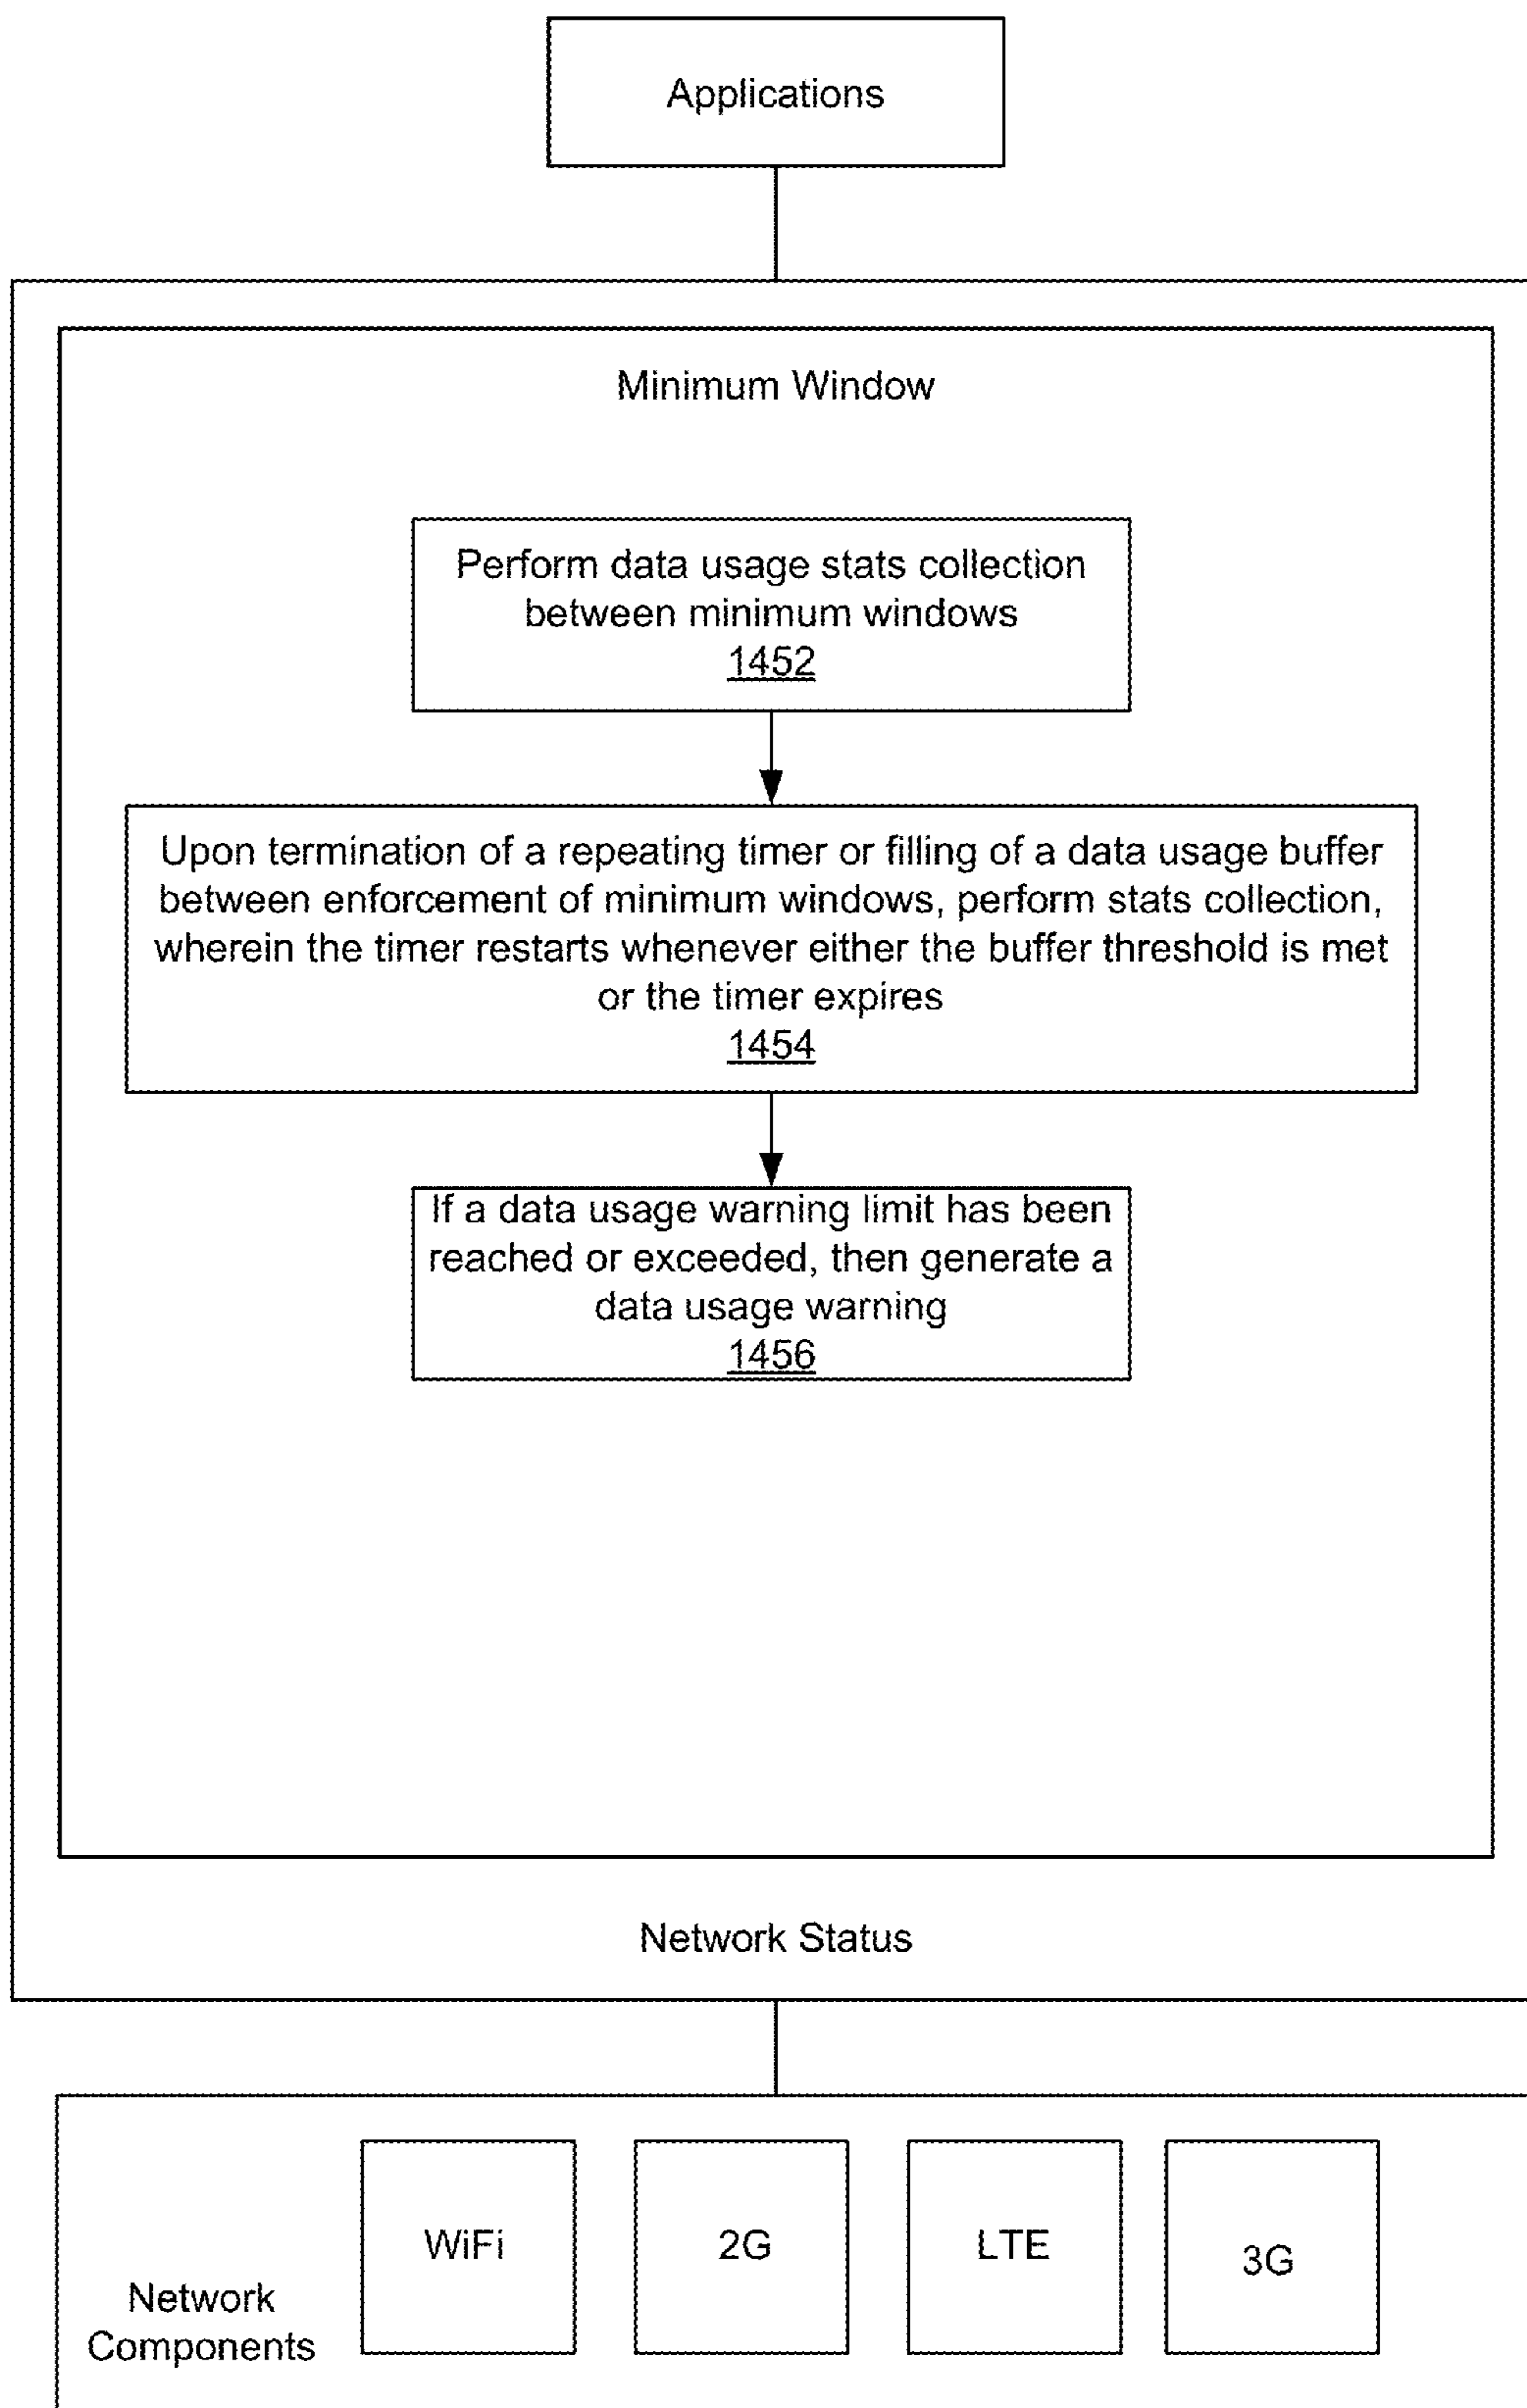 Applications
Minimum Window
Perform data usage stats collection
between minimum windows
1452
Upon termination of a repeating timer or filling of a data usage buffer
between enforcement of minimum windows, perform stats collection,
wherein the timer restarts whenever either the buffer threshold is met
or the timer expires
1454
If a data usage warning limit has been
reached or exceeded, then generate a
data usage warning
1456
Network Status
WiFi
2G
LTE
3G
Network
Components